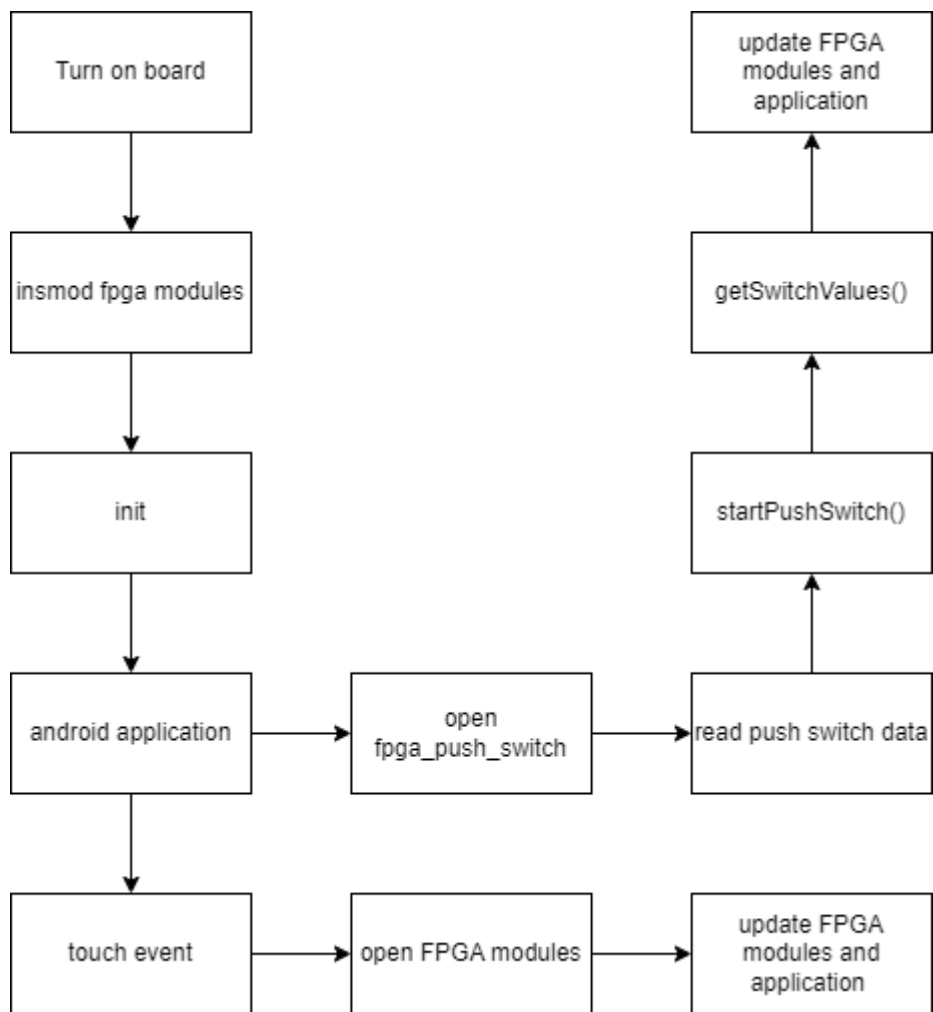 Turn on board
update FPGA
modules and
application
insmod fpga modules
getSwitchValues()
init
startPushSwitch()
android application
open
fpga_push_switch
read push switch data
touch event
open FPGA modules
update FPGA
modules and
application